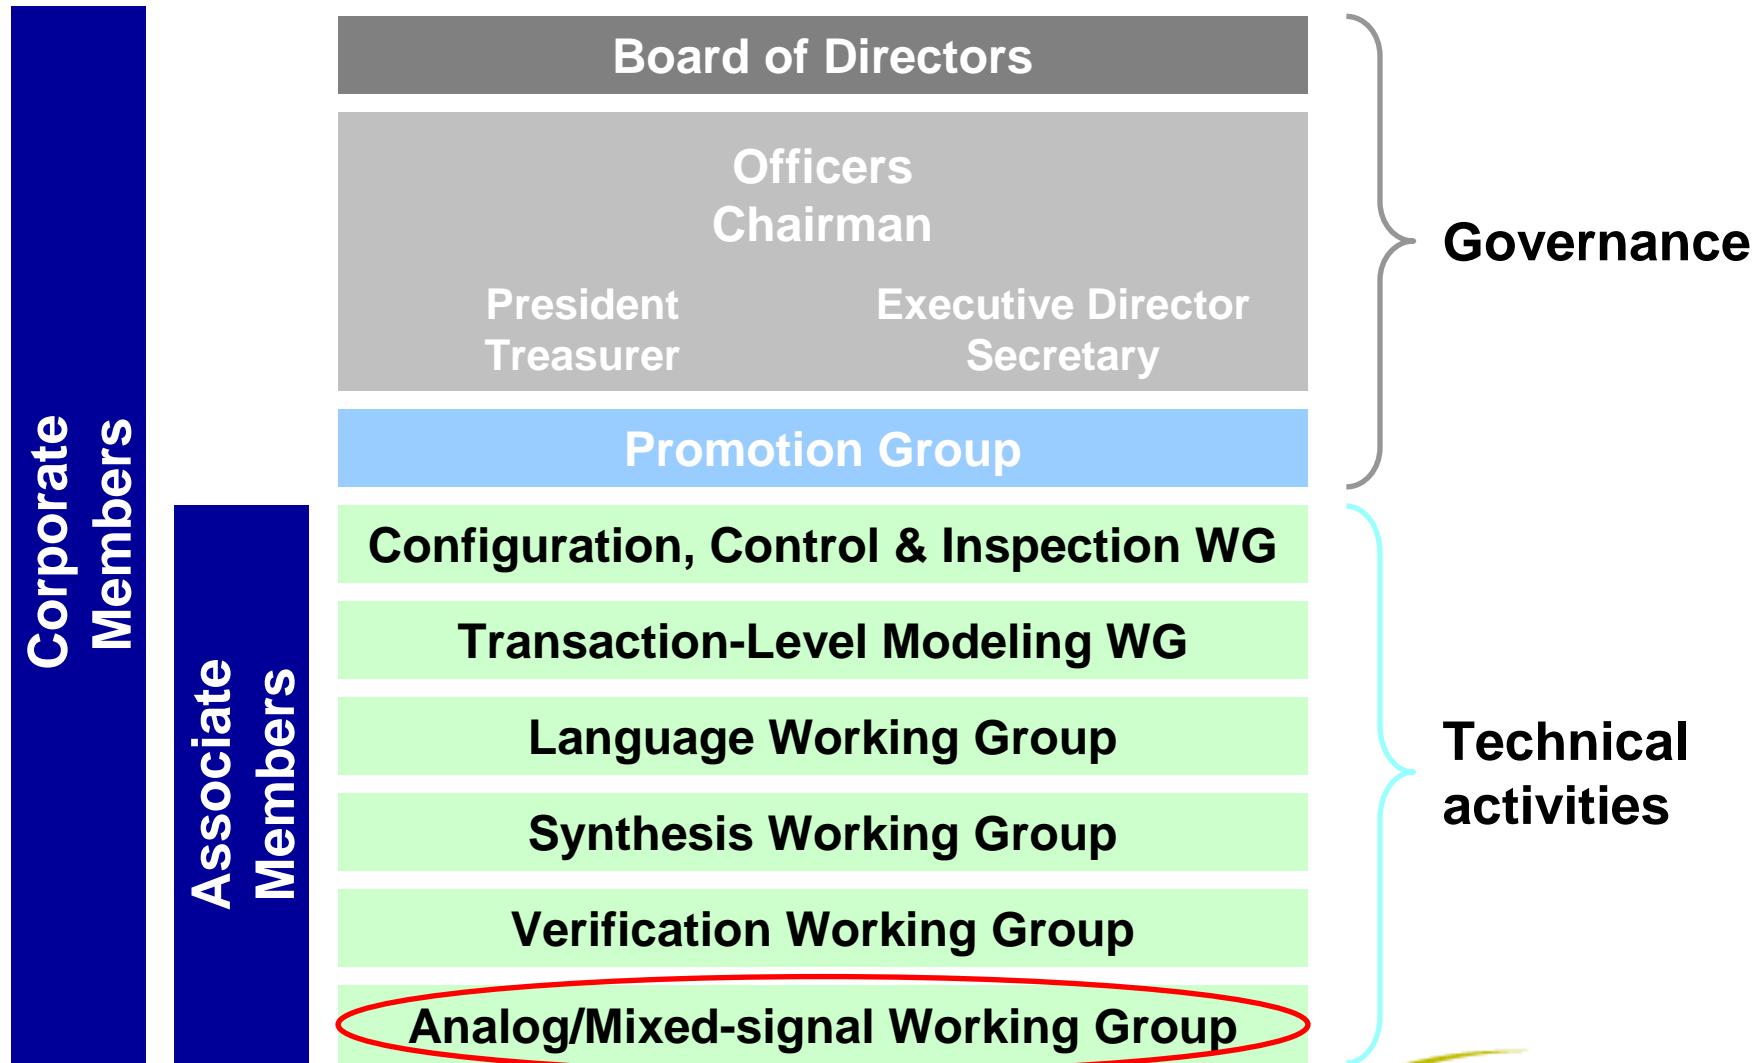 Corporate
Members
Associate
Members
Board of Directors
Officers
Chairman
President
Treasurer
Executive Director
Secretary
Promotion Group
Configuration, Control & Inspection WG
Transaction-Level Modeling WG
Language Working Group
Synthesis Working Group
Verification Working Group
Analog/Mixed-signal Working Group
Governance
Technical
activities